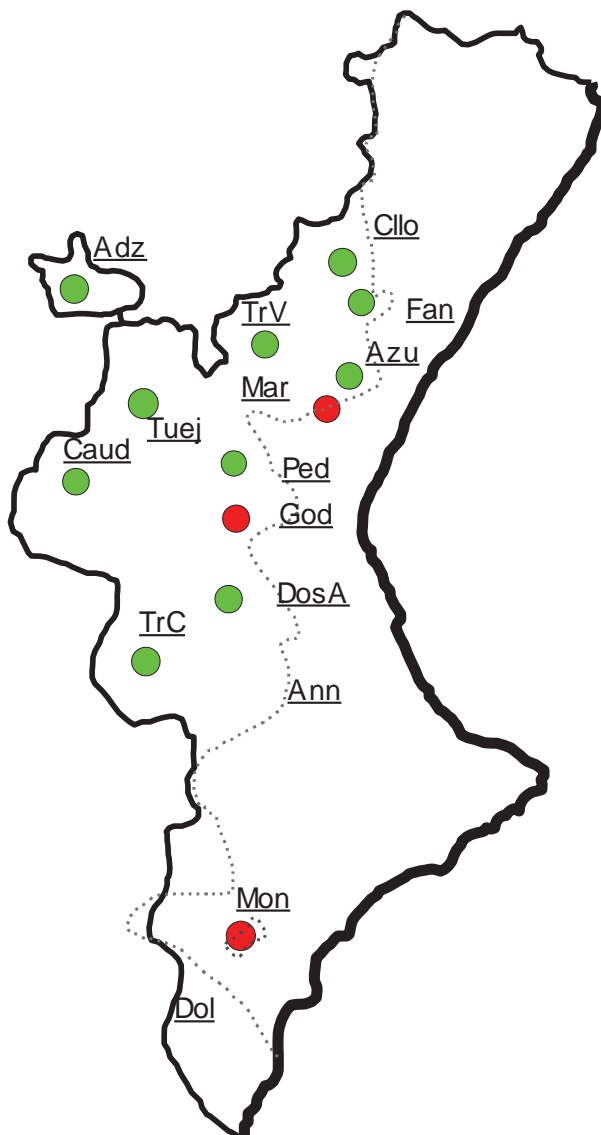 Cllo
Adz
Fan
TrV
Azu
Mar
Tuej
Caud
Ped
God
DosA
TrC
Ann
Mon
Dol